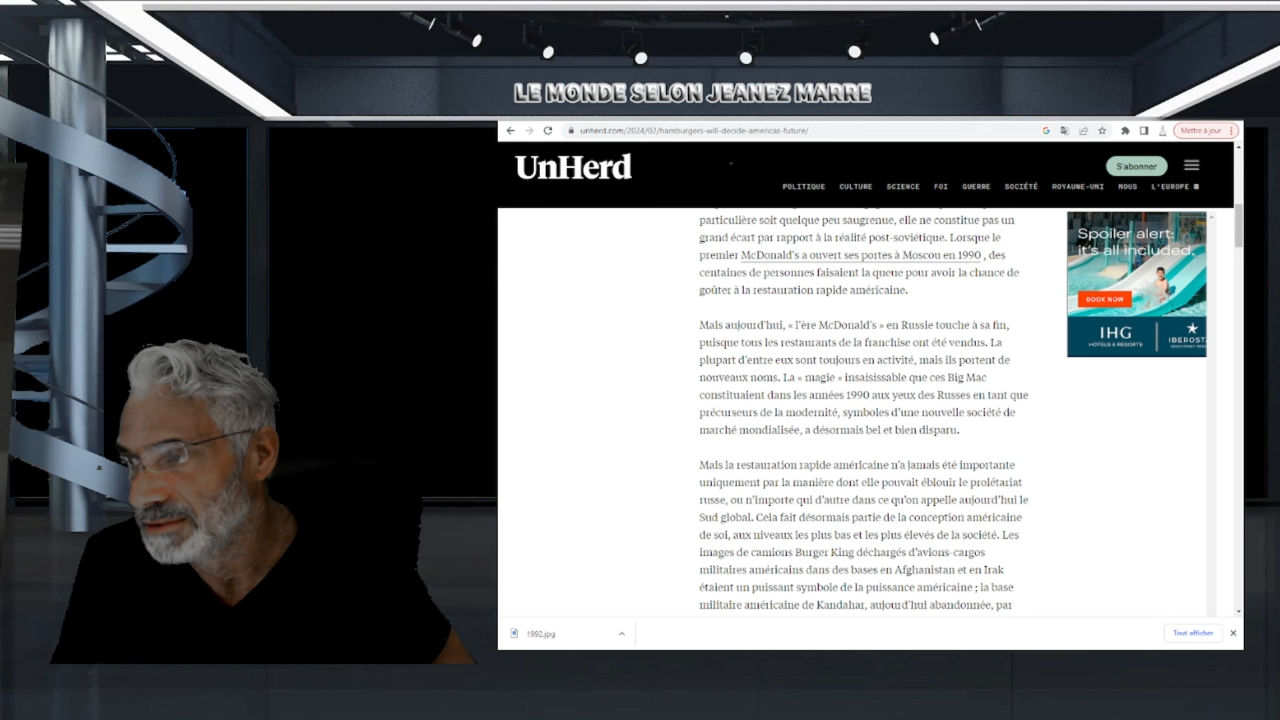 LE MONDE SELON JEANEZ MARRE
unherd.com/2024/02/hamburgers-will-decide-americas-future/
Mettre à jour
UnHerd
S'abonner
POLITIQUE CULTURE SCIENCE FOI GUERRE SOCIÉTÉ ROYAUME-UNI NOUS L'EUROPE
particulière soit quelque peu saugrenue, elle ne constitue pas un
grand écart par rapport à la réalité post-soviétique. Lorsque le
premier McDonald's a ouvert ses portes à Moscou en 1990 , des
centaines de personnes faisaient la queue pour avoir la chance de
goûter à la restauration rapide américaine.
Mais aujourd'hui, « l'ère McDonald's » en Russie touche à sa fin,
puisque tous les restaurants de la franchise ont été vendus. La
plupart d'entre eux sont toujours en activité, mais ils portent de
nouveaux noms. La « magie » insaisissable que ces Big Mac
constituaient dans les années 1990 aux yeux des Russes en tant que
précurseurs de la modernité, symboles d'une nouvelle société de
marché mondialisée, a désormais bel et bien disparu.
Mais la restauration rapide américaine n'a jamais été importante
uniquement par la manière dont elle pouvait éblouir le prolétariat
russe, ou n'importe qui d'autre dans ce qu'on appelle aujourd'hui le
Sud global. Cela fait désormais partie de la conception américaine
de soi, aux niveaux les plus bas et les plus élevés de la société. Les
images de camions Burger King déchargés d'avions-cargos
militaires américains dans des bases en Afghanistan et en Irak
étaient un puissant symbole de la puissance américaine ; la base
militaire américaine de Kandahar, aujourd'hui abandonnée, par
Spoiler alert:
it's all included.
BOOK NOW
IHG
HOTELS & RESORTS
IBEROST
1992.jpg
Tout afficher